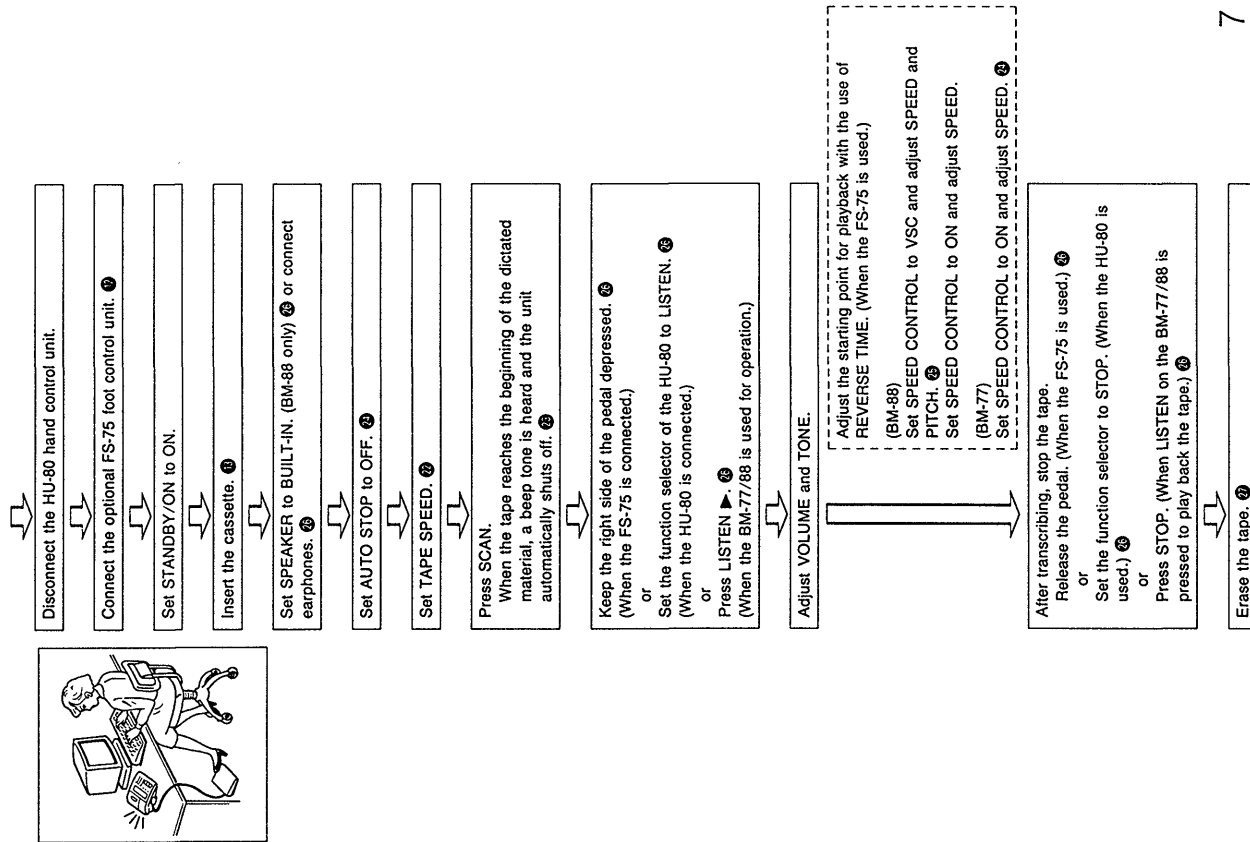 Disconnect the HU-80 hand control unit.
Connect the optional FS-75 foot control unit. ⓱
Set STANDBY/ON to ON.
Insert the cassette. ⓭
Set SPEAKER to BUILT-IN. (BM-88 only) ㉖ or connect
earphones. ㉖
Set AUTO STOP to OFF.
Set TAPE SPEED. ㉒
Press SCAN.
When the tape reaches the beginning of the dictated
material, a beep tone is heard and the unit
automatically shuts off. ㉓
Keep the right side of the pedal depressed. ㉖
(When the FS-75 is connected.)
or
Set the function selector of the HU-80 to LISTEN. ㉖
(When the HU-80 is connected.)
or
Press LISTEN ►. ㉖
(When the BM-77/88 is used for operation.)
Adjust VOLUME and TONE.
Adjust the starting point for playback with the use of
REVERSE TIME. (When the FS-75 is used.)
(BM-88)
Set SPEED CONTROL to VSC and adjust SPEED and
PITCH. ㉕
Set SPEED CONTROL to ON and adjust SPEED.
(BM-77)
Set SPEED CONTROL to ON and adjust SPEED.
After transcribing, stop the tape.
Release the pedal. (When the FS-75 is used.) ㉖
or
Set the function selector to STOP. (When the HU-80 is
used.) ㉖
or
Press STOP. (When LISTEN on the BM-77/88 is
pressed to play back the tape.) ㉖
Erase the tape. ㉗
7